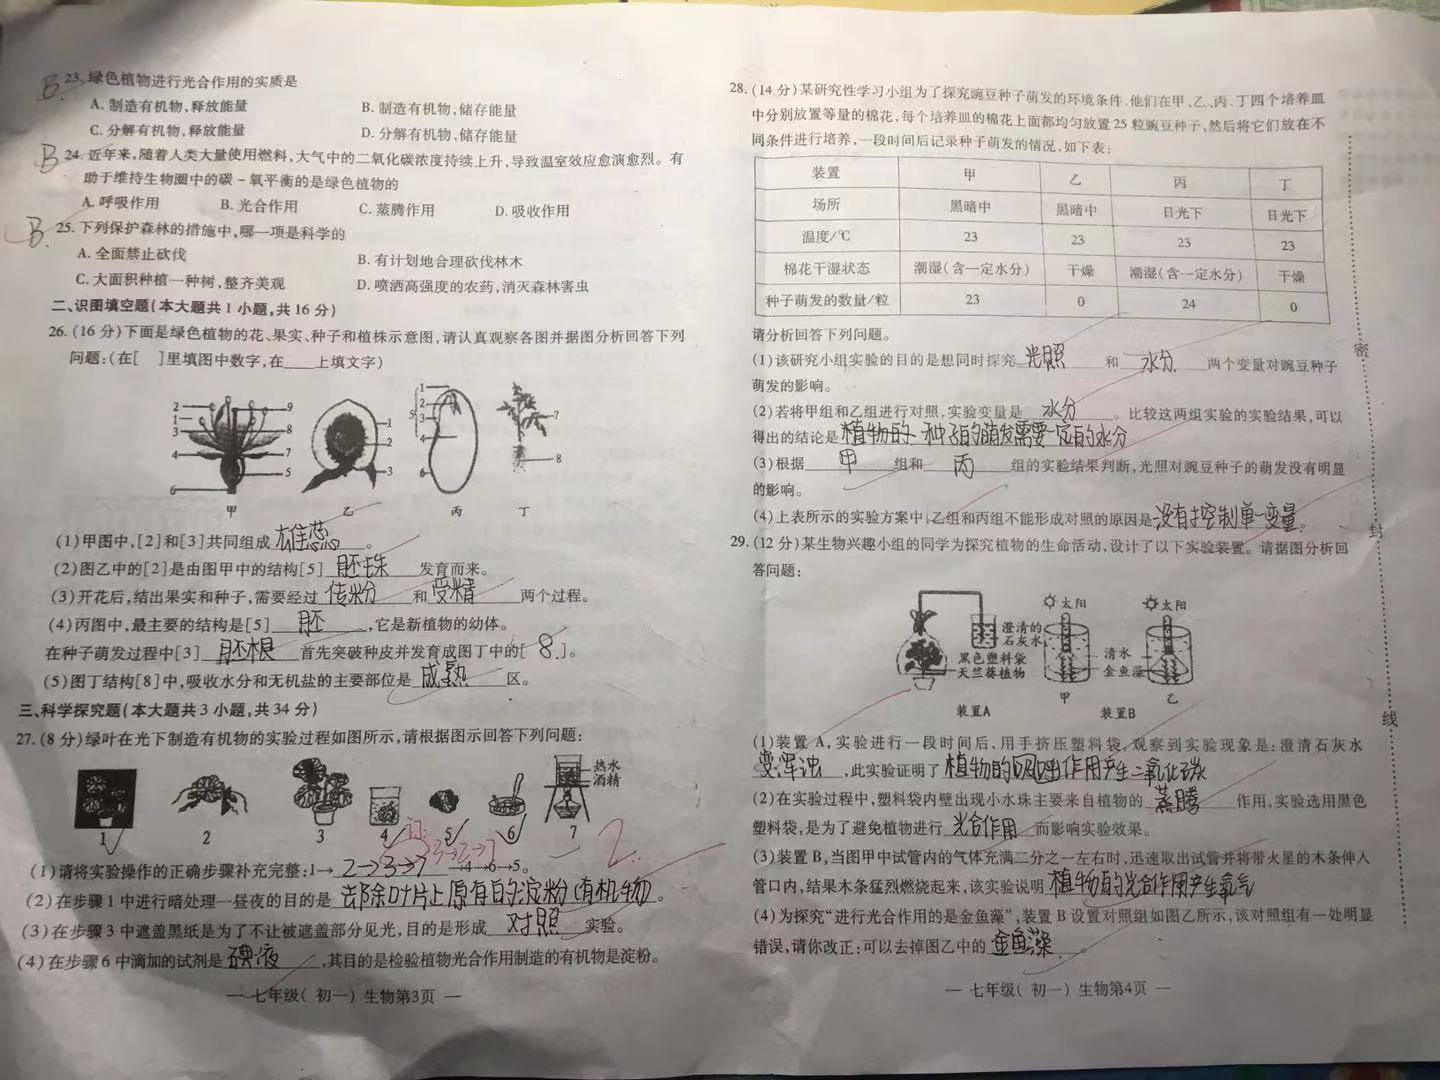 B. 23. 绿色植物进行光合作用的实质是
A. 制造有机物,释放能量 B. 制造有机物,储存能量
C. 分解有机物,释放能量 D. 分解有机物,储存能量
B 24. 近年来,随着人类大量使用燃料,大气中的二氧化碳浓度持续上升,导致温室效应愈演愈烈。有
助于维持生物圈中的碳-氧平衡的是绿色植物的
A. 呼吸作用 B. 光合作用 C. 蒸腾作用 D. 吸收作用
B. 25. 下列保护森林的措施中,哪一项是科学的
A. 全面禁止砍伐 B. 有计划地合理砍伐林木
C. 大面积种植一种树,整齐美观 D. 喷洒高强度的农药,消灭森林害虫
二、识图填空题(本大题共1小题,共16分)
26. (16分)下面是绿色植物的花、果实、种子和植株示意图,请认真观察各图并据图分析回答下列
问题:(在[ ]里填图中数字,在____上填文字)
2 1 3 4 6 9 8 7 5
1 2 3
1 2 3 4 5 6
7 8
甲 乙 丙 丁
(1)甲图中,[2]和[3]共同组成 雄蕊 。
(2)图乙中的[2]是由图甲中的结构[5] 胚珠 发育而来。
(3)开花后,结出果实和种子,需要经过 传粉 和 受精 两个过程。
(4)丙图中,最主要的结构是[5] 胚 ,它是新植物的幼体。
在种子萌发过程中[3] 胚根 首先突破种皮并发育成图丁中的[ 8. ]。
(5)图丁结构[8]中,吸收水分和无机盐的主要部位是 成熟 区。
三、科学探究题(本大题共3小题,共34分)
27. (8分)绿叶在光下制造有机物的实验过程如图所示,请根据图示回答下列问题:
热水
酒精
1 2 3 4 5 6 7
3→2→7
2
(1)请将实验操作的正确步骤补充完整:1→ 2→3→7 →4→6→5。
(2)在步骤1中进行暗处理一昼夜的目的是 去除叶片上原有的淀粉(有机物) 。
(3)在步骤3中遮盖黑纸是为了不让被遮盖部分见光,目的是形成 对照 实验。
(4)在步骤6中滴加的试剂是 碘液 ,其目的是检验植物光合作用制造的有机物是淀粉。
— 七年级(初一)生物第3页 —
28. (14分)某研究性学习小组为了探究豌豆种子萌发的环境条件,他们在甲、乙、丙、丁四个培养皿
中分别放置等量的棉花,每个培养皿的棉花上面都均匀放置25粒豌豆种子,然后将它们放在不
同条件进行培养,一段时间后记录种子萌发的情况,如下表:
装置 甲 乙 丙 丁
场所 黑暗中 黑暗中 日光下 日光下
温度/℃ 23 23 23 23
棉花干湿状态 潮湿(含一定水分) 干燥 潮湿(含一定水分) 干燥
种子萌发的数量/粒 23 0 24 0
请分析回答下列问题。
(1)该研究小组实验的目的是想同时探究 光照 和 水分 两个变量对豌豆种子
萌发的影响。
(2)若将甲组和乙组进行对照,实验变量是 水分 。比较这两组实验的实验结果,可以
得出的结论是 植物的种子的萌发需要一定的水分
(3)根据 甲 组和 丙 组的实验结果判断,光照对豌豆种子的萌发没有明显
的影响。
(4)上表所示的实验方案中,乙组和丙组不能形成对照的原因是 没有控制单一变量 。
29. (12分)某生物兴趣小组的同学为探究植物的生命活动,设计了以下实验装置。请据图分析回
答问题:
太阳 太阳
澄清的
石灰水
黑色塑料袋
天竺葵植物
清水
金鱼藻
甲 乙
装置A 装置B
(1)装置A,实验进行一段时间后,用手挤压塑料袋,观察到实验现象是:澄清石灰水
变浑浊 ,此实验证明了 植物的呼吸作用产生二氧化碳
(2)在实验过程中,塑料袋内壁出现小水珠主要来自植物的 蒸腾 作用,实验选用黑色
塑料袋,是为了避免植物进行 光合作用 而影响实验效果。
(3)装置B,当图甲中试管内的气体充满二分之一左右时,迅速取出试管并将带火星的木条伸入
管口内,结果木条猛烈燃烧起来,该实验说明 植物的光合作用产生氧气
(4)为探究“进行光合作用的是金鱼藻”,装置B设置对照组如图乙所示,该对照组有一处明显
错误,请你改正:可以去掉图乙中的 金鱼藻 。
— 七年级(初一)生物第4页 —
密
封
线